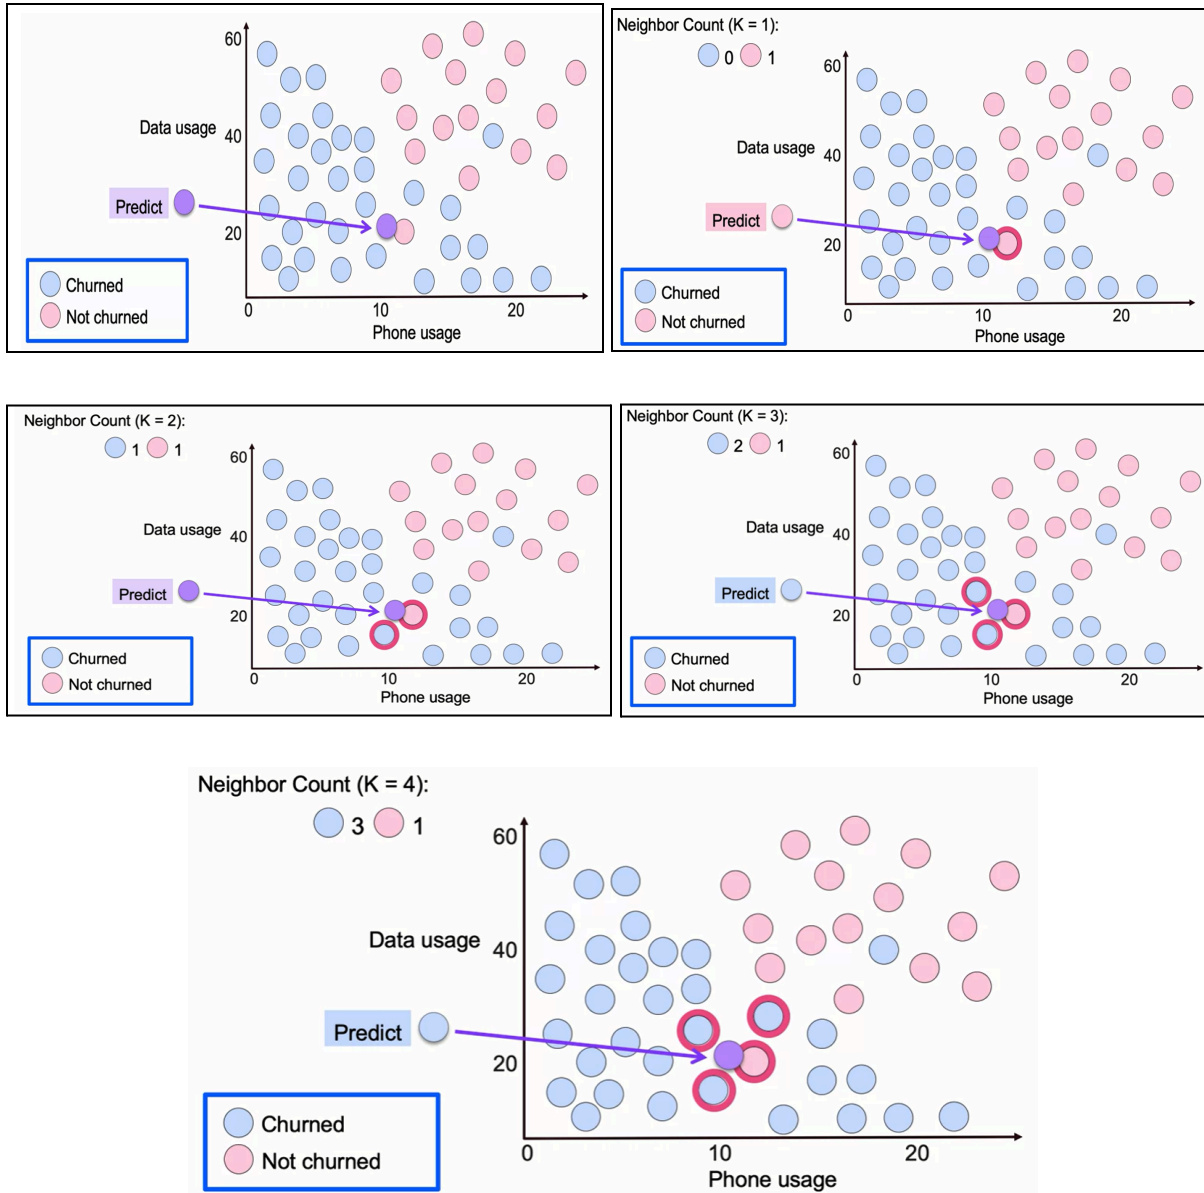 60
Data usage 40
Predict
20
Churned
Not churned
0 10 20
Phone usage
Neighbor Count (K = 1):
0 1
60
Data usage 40
Predict
20
Churned
Not churned
0 10 20
Phone usage
Neighbor Count (K = 2):
1 1
60
Data usage 40
Predict
20
Churned
Not churned
0 10 20
Phone usage
Neighbor Count (K = 3):
2 1
60
Data usage 40
Predict
20
Churned
Not churned
0 10 20
Phone usage
Neighbor Count (K = 4):
3 1
60
Data usage 40
Predict
20
Churned
Not churned
0 10 20
Phone usage